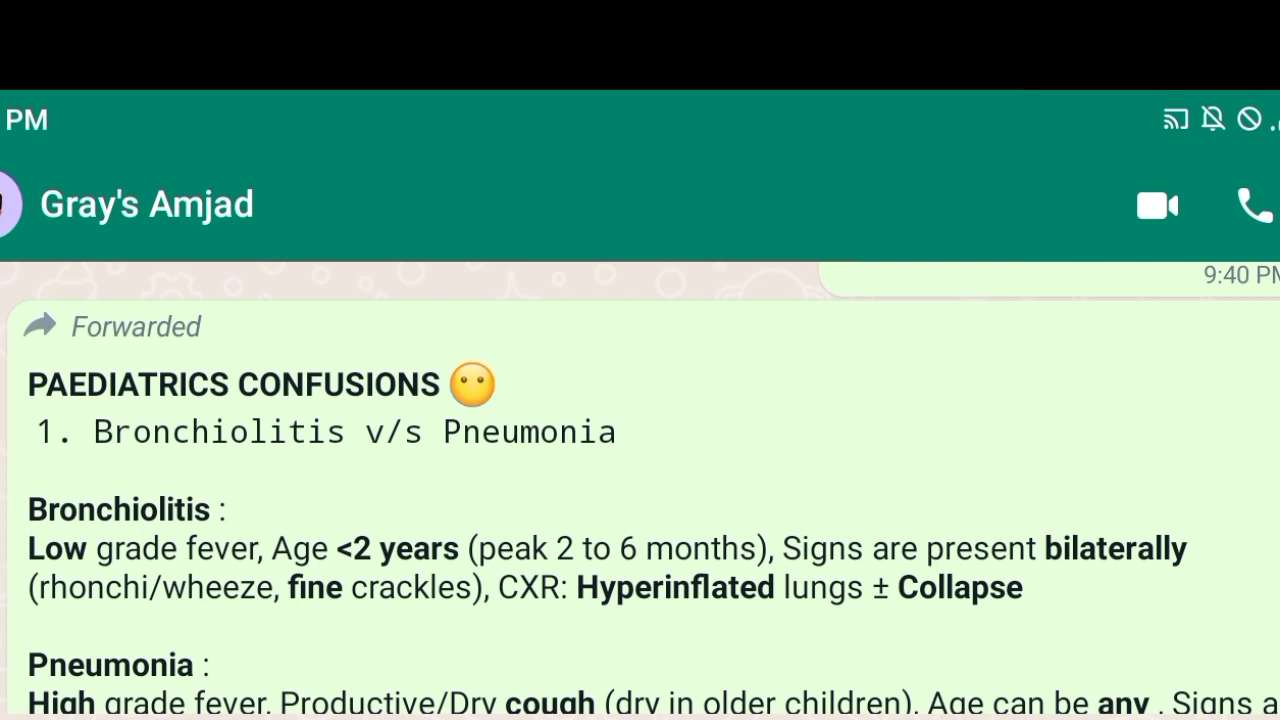 PM
Gray's Amjad
9:40 PM
Forwarded
PAEDIATRICS CONFUSIONS 😶
1. Bronchiolitis v/s Pneumonia
Bronchiolitis :
Low grade fever, Age <2 years (peak 2 to 6 months), Signs are present bilaterally
(rhonchi/wheeze, fine crackles), CXR: Hyperinflated lungs ± Collapse
Pneumonia :
High grade fever, Productive/Dry cough (dry in older children), Age can be any , Signs a